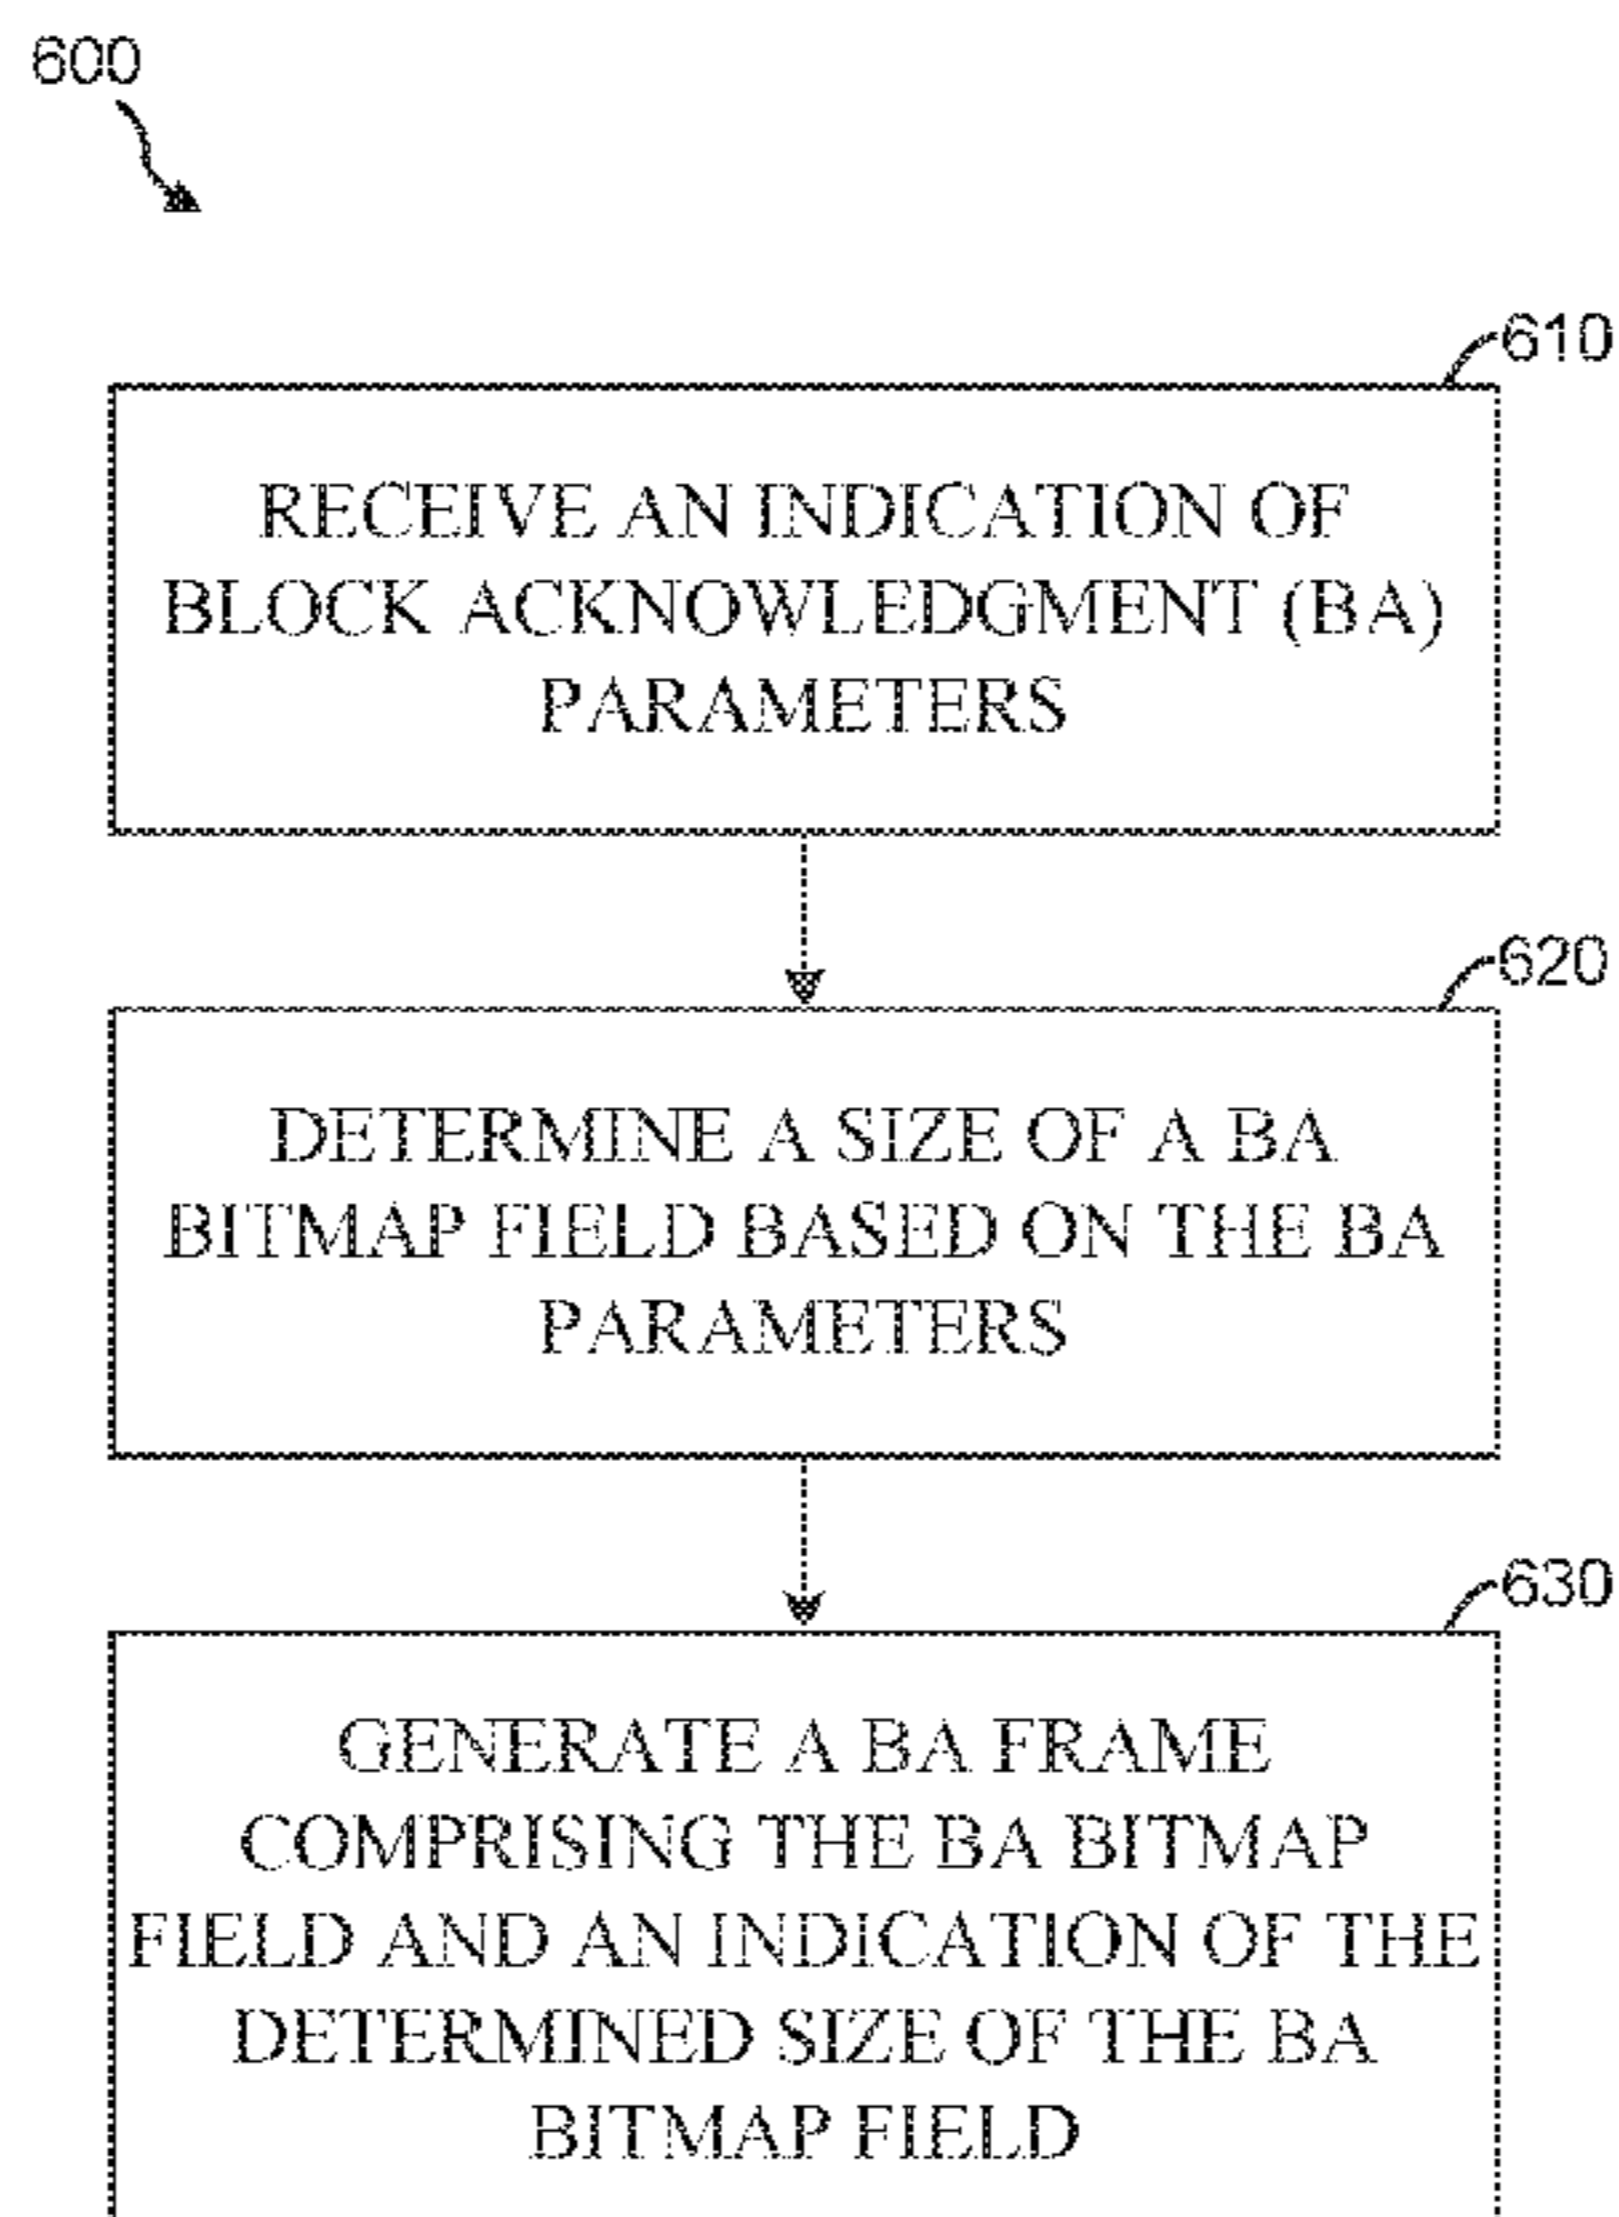 600
610
RECEIVE AN INDICATION OF
BLOCK ACKNOWLEDGMENT (BA)
PARAMETERS
620
DETERMINE A SIZE OF A BA
BITMAP FIELD BASED ON THE BA
PARAMETERS
630
GENERATE A BA FRAME
COMPRISING THE BA BITMAP
FIELD AND AN INDICATION OF THE
DETERMINED SIZE OF THE BA
BITMAP FIELD